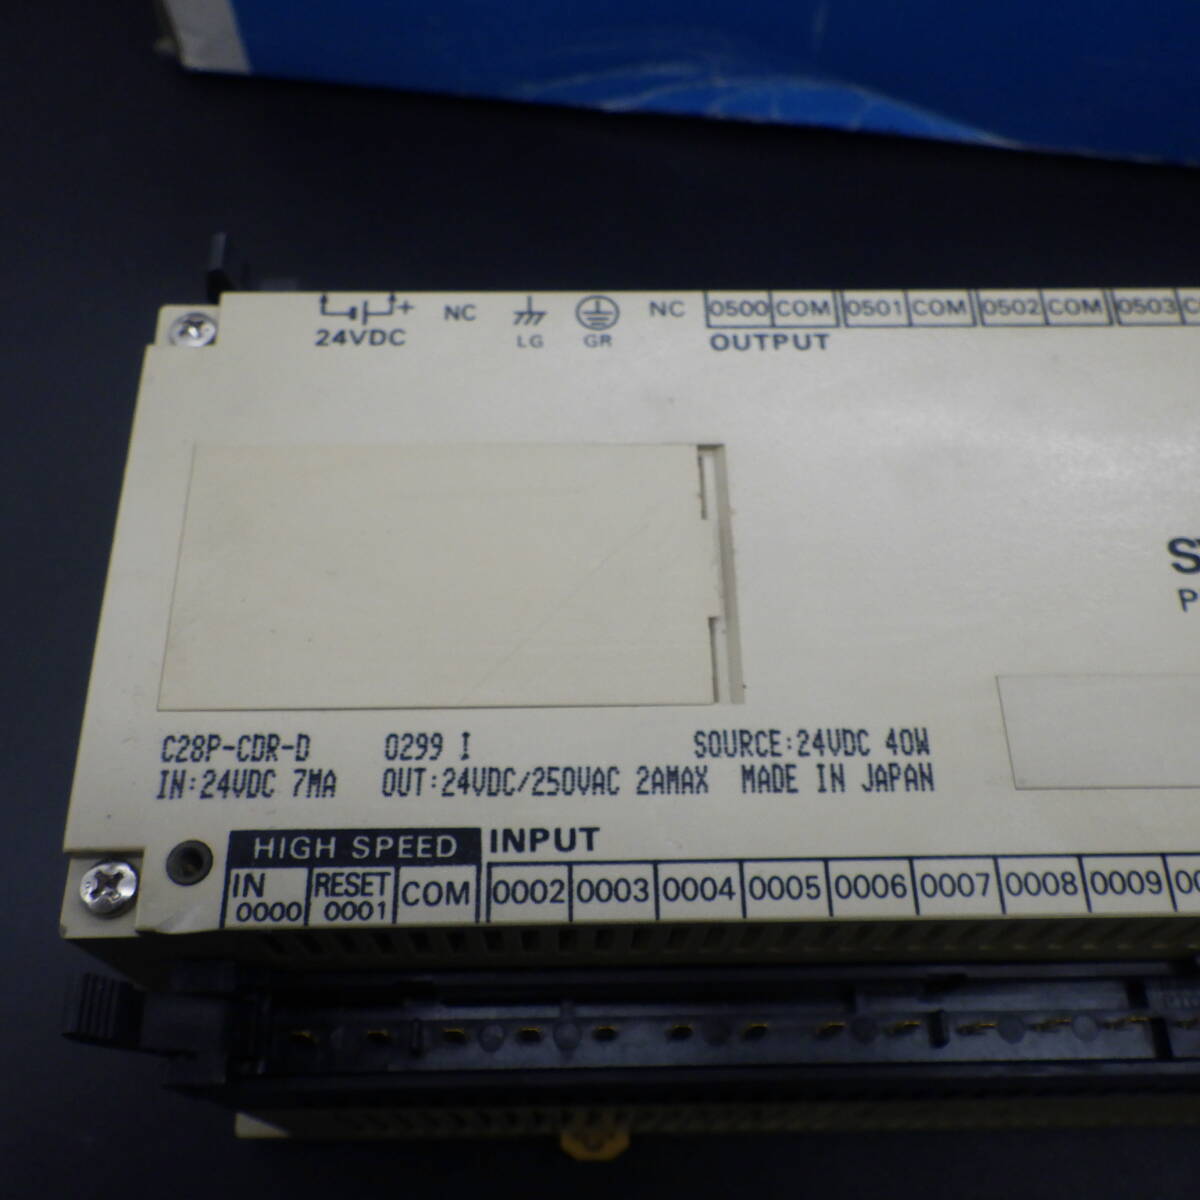 + NC NC 0500 COM 0501 COM 0502 COM 0503
24VDC LG GR OUTPUT
C28P-CDR-D 0299 I SOURCE:24VDC 40W
IN:24VDC 7MA OUT:24VDC/250VAC 2AMAX MADE IN JAPAN
HIGH SPEED INPUT
IN 0000 RESET 0001 COM 0002 0003 0004 0005 0006 0007 0008 0009